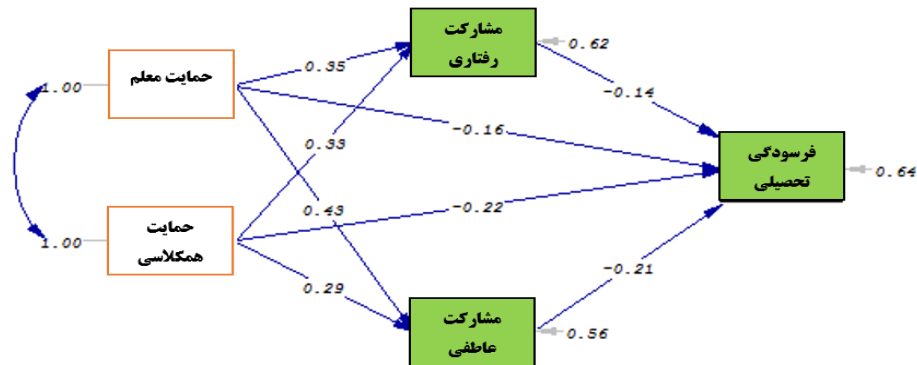 مشارکت
رفتاری
0.62
1.00
حمایت معلم
0.35
-0.14
-0.16
0.33
فرسودگی
تحصیلی
0.64
0.43
-0.22
1.00
حمایت
همکلاسی
0.29
-0.21
مشارکت
عاطفی
0.56